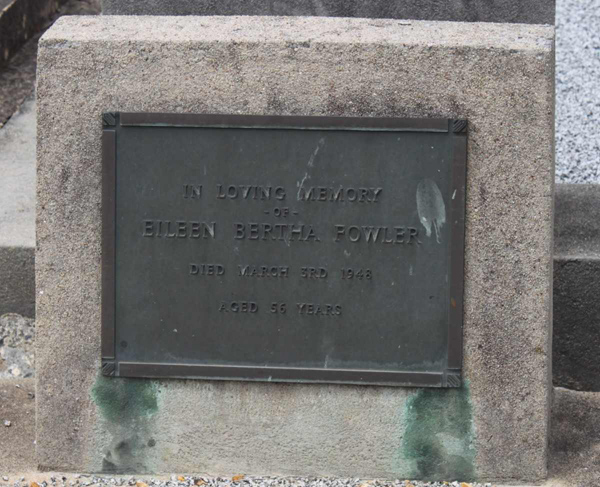 IN LOVING MEMORY
- OF -
EILEEN BERTHA FOWLER
DIED MARCH 3RD 1948
AGED 56 YEARS